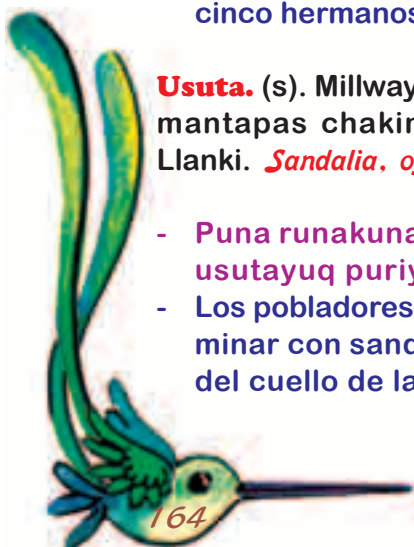 cinco hermanos
Usuta. (s). Millway
mantapas chakin
Llanki. Sandalia, o
- Puna runakuna
usutayuq puriy
- Los pobladores
minar con sand
del cuello de la
164